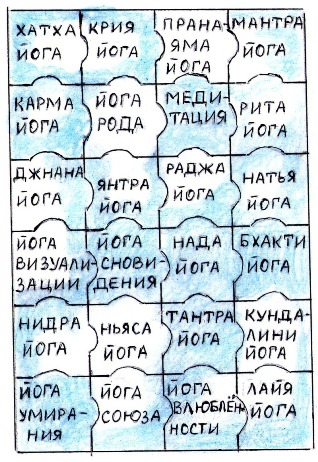 ХАТХА ЙОГА
КРИЯ ЙОГА
ПРАНА-
ЯМА
ЙОГА
МАНТРА
ЙОГА
КАРМА
ЙОГА
ЙОГА
РОДА
МЕДИ-
ТАЦИЯ
РИТА
ЙОГА
ДЖНАНА
ЙОГА
ЯНТРА
ЙОГА
РАДЖА
ЙОГА
НАТЬЯ
ЙОГА
ЙОГА
ВИЗУАЛИ-
ЗАЦИИ
ЙОГА
СНОВИ-
ДЕНИЯ
НАДА
ЙОГА
БХАКТИ
ЙОГА
НИДРА
ЙОГА
НЬЯСА
ЙОГА
ТАНТРА
ЙОГА
КУНДА-
ЛИНИ
ЙОГА
ЙОГА
УМИРА-
НИЯ
ЙОГА
СОЮЗА
ЙОГА
ВЛЮБЛЁН-
НОСТИ
ЛАЙЯ
ЙОГА